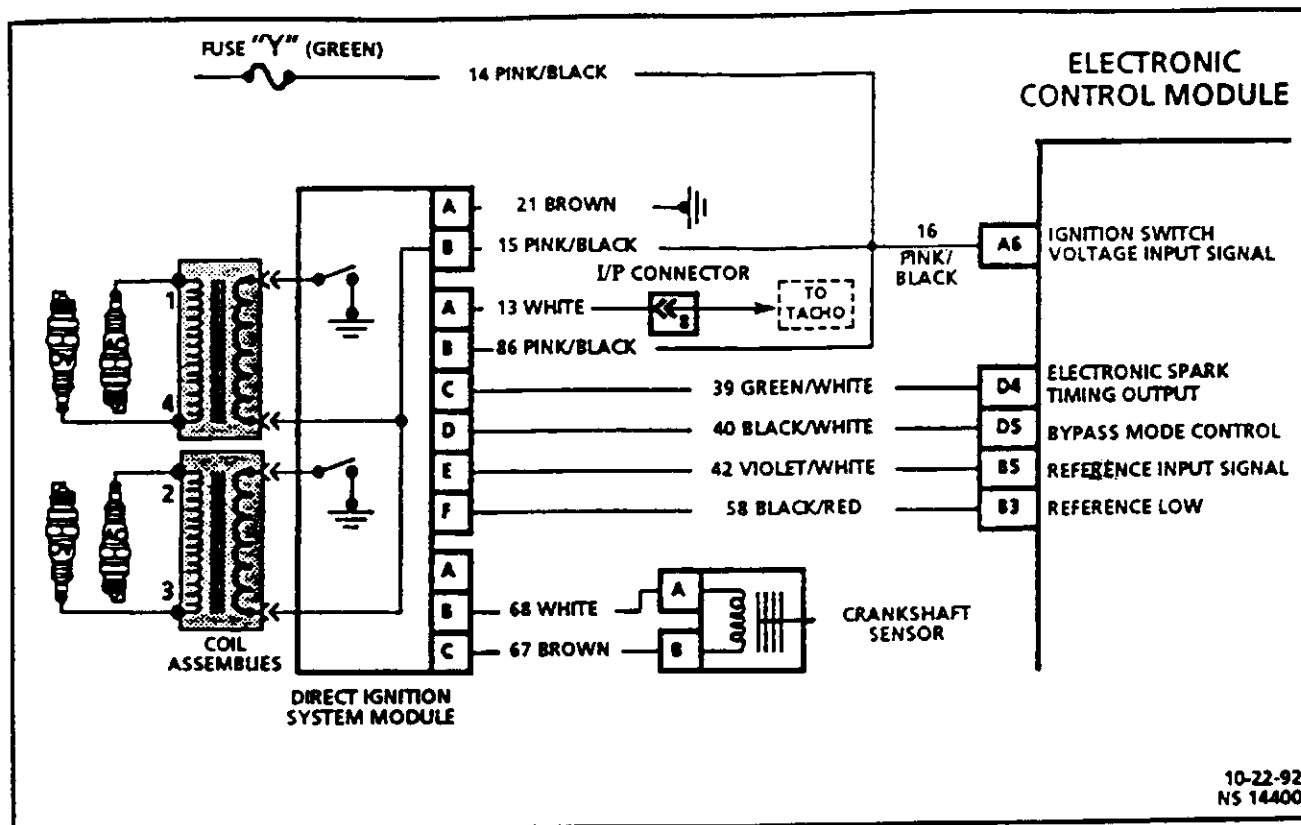 FUSE "Y" (GREEN)
14 PINK/BLACK
ELECTRONIC
CONTROL MODULE
A
21 BROWN
B
15 PINK/BLACK
16
PINK/
BLACK
A6
IGNITION SWITCH
VOLTAGE INPUT SIGNAL
I/P CONNECTOR
A
13 WHITE
8
TO
TACHO
B
86 PINK/BLACK
C
39 GREEN/WHITE
D4
ELECTRONIC SPARK
TIMING OUTPUT
D
40 BLACK/WHITE
D5
BYPASS MODE CONTROL
E
42 VIOLET/WHITE
B5
REFERENCE INPUT SIGNAL
F
58 BLACK/RED
B3
REFERENCE LOW
1
4
2
3
COIL
ASSEMBLIES
A
B
68 WHITE
A
C
67 BROWN
B
CRANKSHAFT
SENSOR
DIRECT IGNITION
SYSTEM MODULE
10-22-92
NS 14400